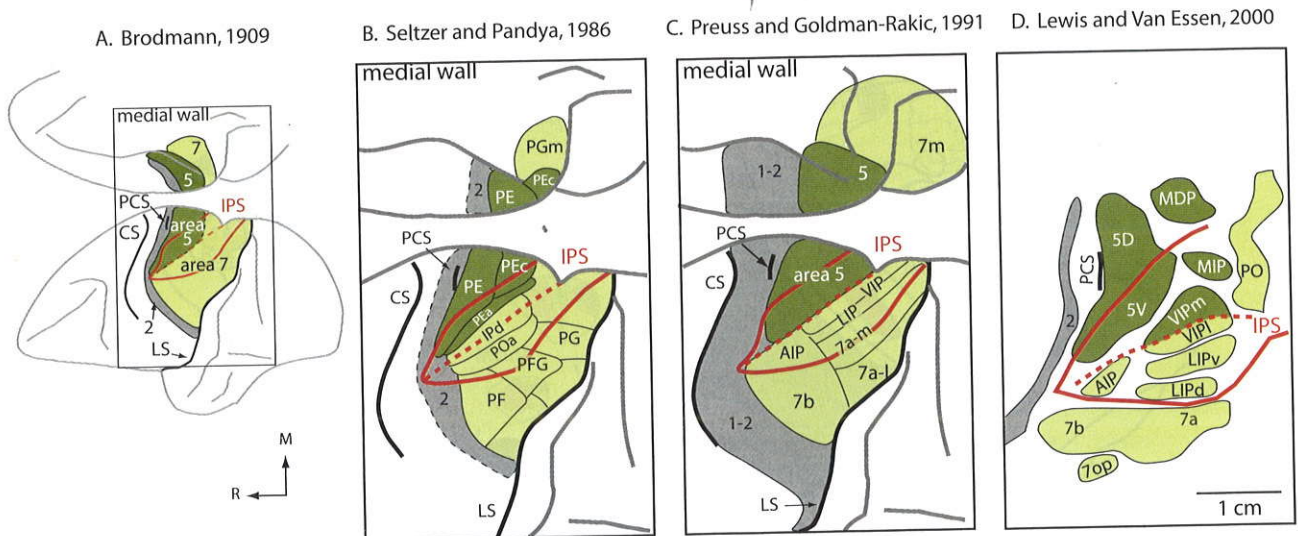 A. Brodmann, 1909
medial wall
7
5
PCS
IPS
CS
area
5
area 7
2
LS
M
R
B. Seltzer and Pandya, 1986
medial wall
PGm
PEc
2
PE
PCS
IPS
CS
PEc
PE
PEa
IPd
POa
PG
PFG
PF
2
LS
C. Preuss and Goldman-Rakic, 1991
medial wall
7m
1-2
5
PCS
IPS
CS
area 5
VIP
LIP
7a-m
AIP
7a-l
7b
1-2
LS
D. Lewis and Van Essen, 2000
MDP
5D
PCS
MIP
PO
2
5V
VIPm
VIPl
IPS
LIPv
AIP
LIPd
7b
7a
7op
1 cm